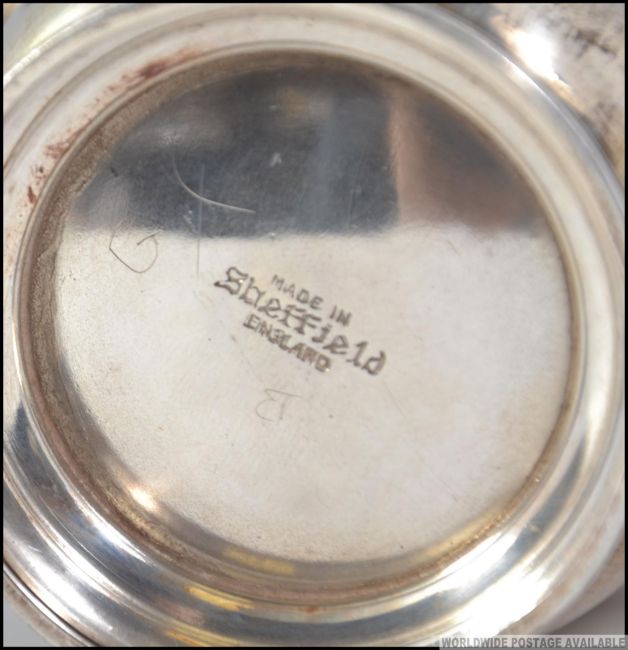 MADE IN
Sheffield
ENGLAND
B
WORLDWIDE POSTAGE AVAILABLE